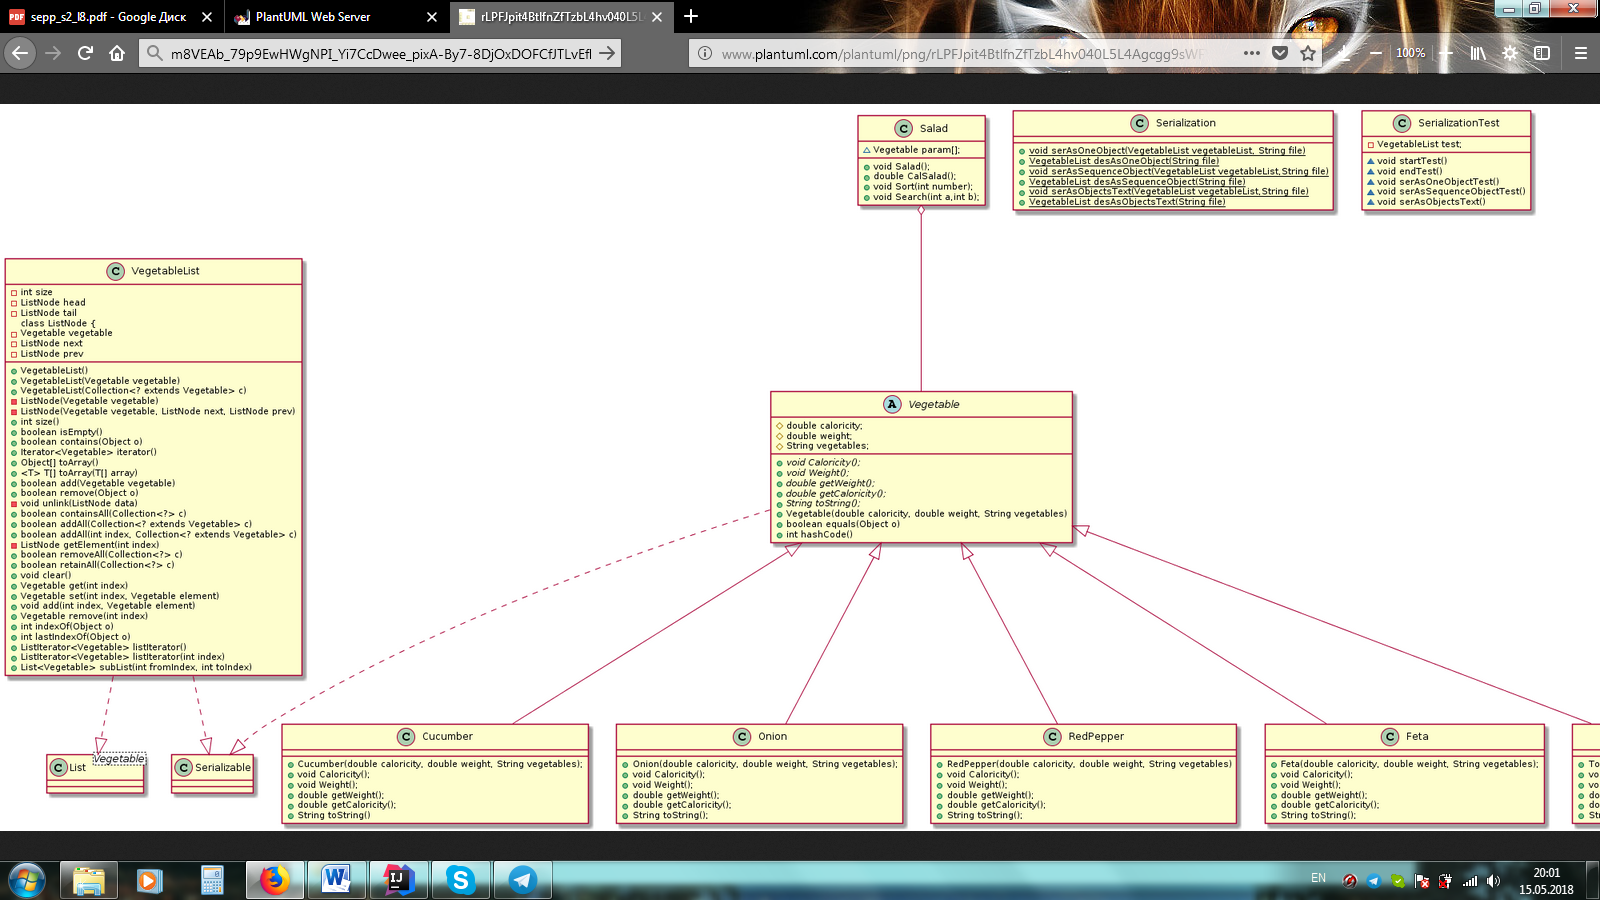 sepp_s2_l8.pdf - Google Диск
PlantUML Web Server
rLPFJpit4BtIfnZfTzbL4hv040L5L
m8VEAb_79p9EwHWgNPI_Yi7CcDwee_pixA-By7-8DjOxDOFCfJTLvEfl
www.plantuml.com/plantuml/png/rLPFJpit4BtIfnZfTzbL4hv040L5L4Agcgg9sWF
100%
C Salad
Vegetable param[];
void Salad();
double CalSalad();
void Sort(int number);
void Search(int a,int b);
C Serialization
void serAsOneObject(VegetableList vegetableList, String file)
VegetableList desAsOneObject(String file)
void serAsSequenceObject(VegetableList vegetableList,String file)
VegetableList desAsSequenceObject(String file)
void serAsObjectsText(VegetableList vegetableList,String file)
VegetableList desAsObjectsText(String file)
C SerializationTest
VegetableList test;
void startTest()
void endTest()
void serAsOneObjectTest()
void serAsSequenceObjectTest()
void serAsObjectsText()
C VegetableList
int size
ListNode head
ListNode tail
class ListNode {
Vegetable vegetable
ListNode next
ListNode prev
VegetableList()
VegetableList(Vegetable vegetable)
VegetableList(Collection<? extends Vegetable> c)
ListNode(Vegetable vegetable)
ListNode(Vegetable vegetable, ListNode next, ListNode prev)
int size()
boolean isEmpty()
boolean contains(Object o)
Iterator<Vegetable> iterator()
Object[] toArray()
<T> T[] toArray(T[] array)
boolean add(Vegetable vegetable)
boolean remove(Object o)
void unlink(ListNode data)
boolean containsAll(Collection<?> c)
boolean addAll(Collection<? extends Vegetable> c)
boolean addAll(int index, Collection<? extends Vegetable> c)
ListNode getElement(int index)
boolean removeAll(Collection<?> c)
boolean retainAll(Collection<?> c)
void clear()
Vegetable get(int index)
Vegetable set(int index, Vegetable element)
void add(int index, Vegetable element)
Vegetable remove(int index)
int indexOf(Object o)
int lastIndexOf(Object o)
ListIterator<Vegetable> listIterator()
ListIterator<Vegetable> listIterator(int index)
List<Vegetable> subList(int fromIndex, int toIndex)
A Vegetable
double caloricity;
double weight;
String vegetables;
void Caloricity();
void Weight();
double getWeight();
double getCaloricity();
String toString();
Vegetable(double caloricity, double weight, String vegetables)
boolean equals(Object o)
int hashCode()
C List
Vegetable
C Serializable
C Cucumber
Cucumber(double caloricity, double weight, String vegetables);
void Caloricity();
void Weight();
double getWeight();
double getCaloricity();
String toString()
C Onion
Onion(double caloricity, double weight, String vegetables);
void Caloricity();
void Weight();
double getWeight();
double getCaloricity();
String toString();
C RedPepper
RedPepper(double caloricity, double weight, String vegetables)
void Caloricity();
void Weight();
double getWeight();
double getCaloricity();
String toString();
C Feta
Feta(double caloricity, double weight, String vegetables);
void Caloricity();
void Weight();
double getWeight();
double getCaloricity();
String toString();
To
vo
vo
do
do
St
EN
20:01
15.05.2018